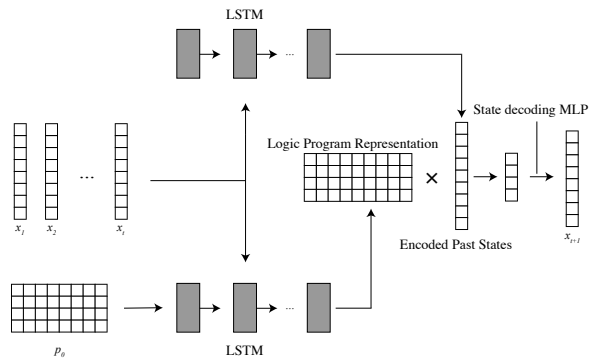 LSTM
...
State decoding MLP
Logic Program Representation
...
×
x1 x2 xt
Encoded Past States
xt+1
...
p0
LSTM